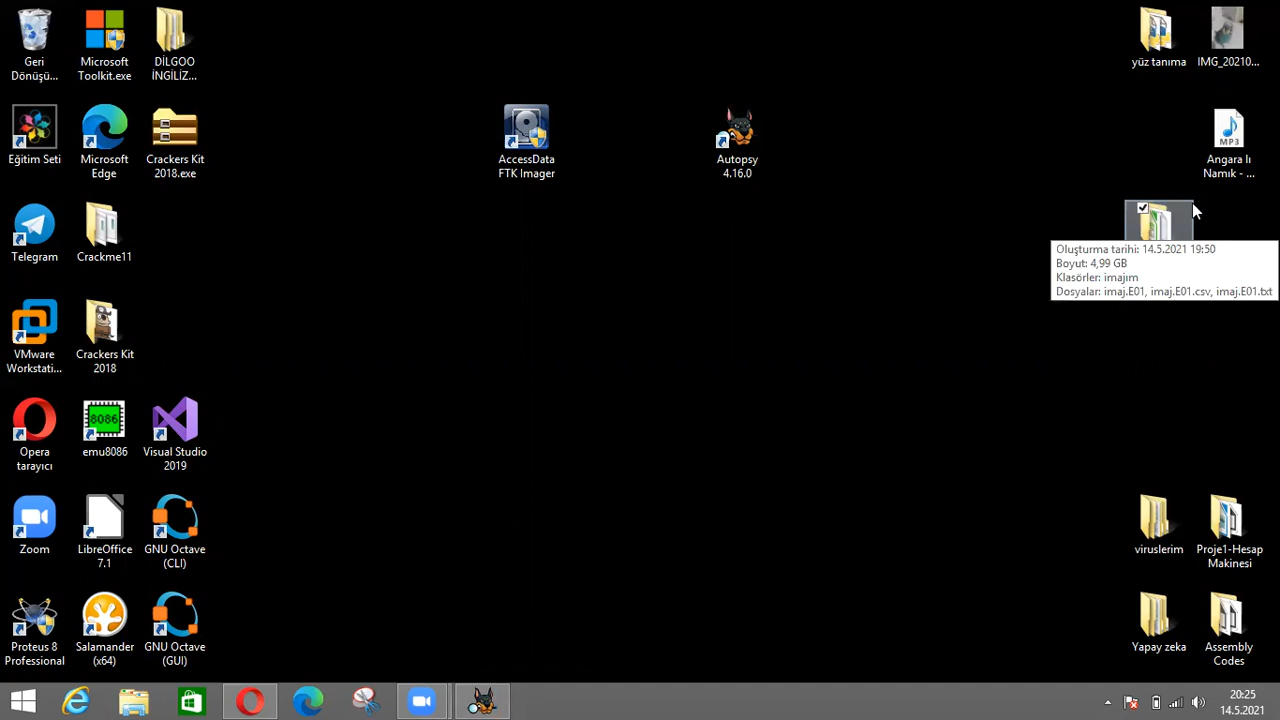 Geri
Dönüşü...
Microsoft
Toolkit.exe
DİLGOO
İNGİLİZ...
Eğitim Seti
Microsoft
Edge
Crackers Kit
2018.exe
Telegram
Crackme11
VMware
Workstati...
Crackers Kit
2018
Opera
tarayıcı
8086
emu8086
Visual Studio
2019
Zoom
LibreOffice
7.1
GNU Octave
(CLI)
Proteus 8
Professional
Salamander
(x64)
GNU Octave
(GUI)
AccessData
FTK Imager
Autopsy
4.16.0
yüz tanıma
IMG_20210...
MP3
Angara lı
Namık - ...
Oluşturma tarihi: 14.5.2021 19:50
Boyut: 4,99 GB
Klasörler: imajım
Dosyalar: imaj.E01, imaj.E01.csv, imaj.E01.txt
viruslerim
Proje1-Hesap
Makinesi
Yapay zeka
Assembly
Codes
20:25
14.5.2021